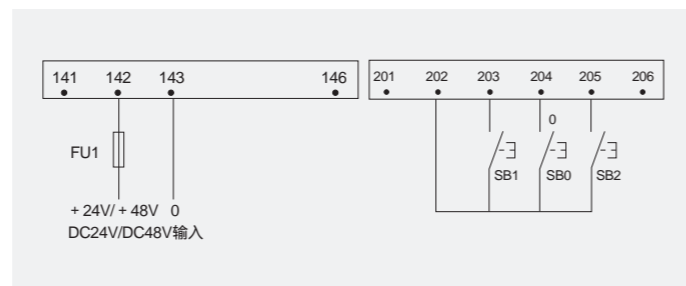 141 142 143 146
201 202 203 204 205 206
FU1
0
SB1 SB0 SB2
+ 24V/ + 48V 0
DC24V/DC48V输入